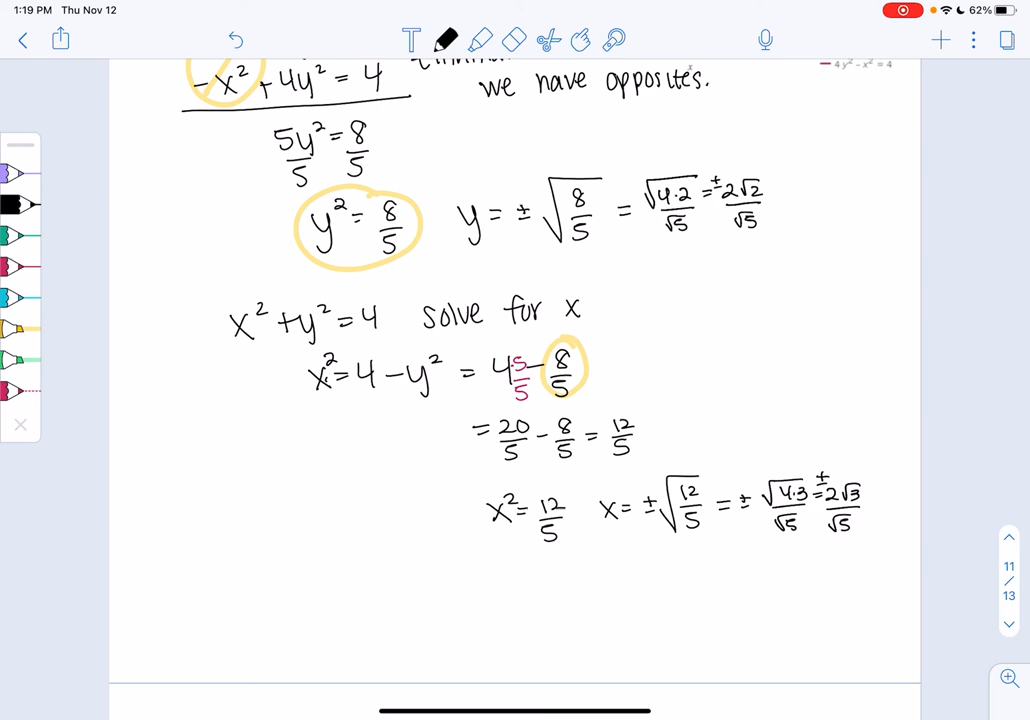 1:19 PM Thu Nov 12
62%
4y² − x² = 4
−x² + 4y² = 4
we have opposites.
5y² = 8
5 5
y² = 8/5 y = ± √(8/5) = √(4·2)/√5 = ± 2√2/√5
x² + y² = 4 solve for x
x² = 4 − y² = 4 · 5/5 − 8/5
= 20/5 − 8/5 = 12/5
x² = 12/5 x = ± √(12/5) = ± √(4·3)/√5 = ± 2√3/√5
11
/
13